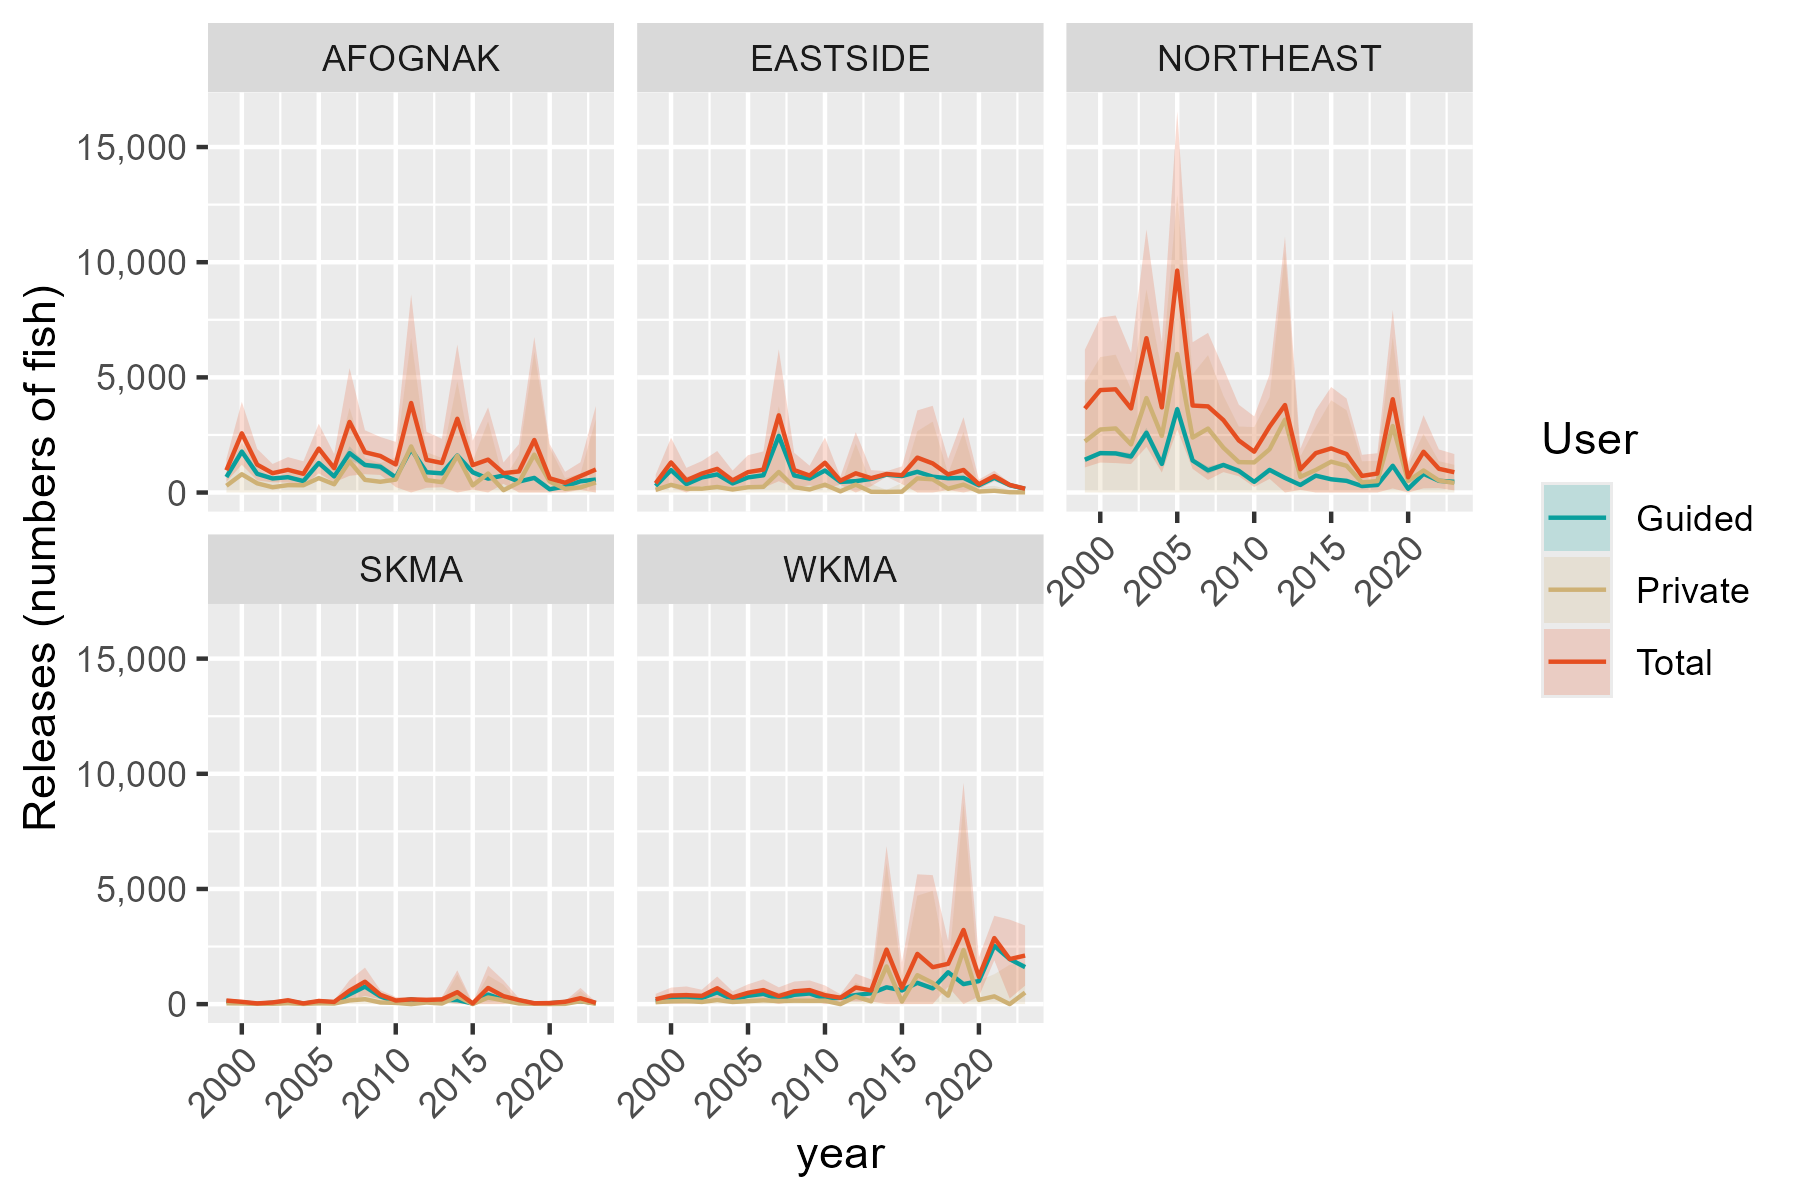 AFOGNAK EASTSIDE NORTHEAST
15,000
10,000
5,000
0
2000 2005 2010 2015 2020
SKMA WKMA
15,000
10,000
5,000
0
2000 2005 2010 2015 2020 2000 2005 2010 2015 2020
year
Releases (numbers of fish)
User
Guided
Private
Total